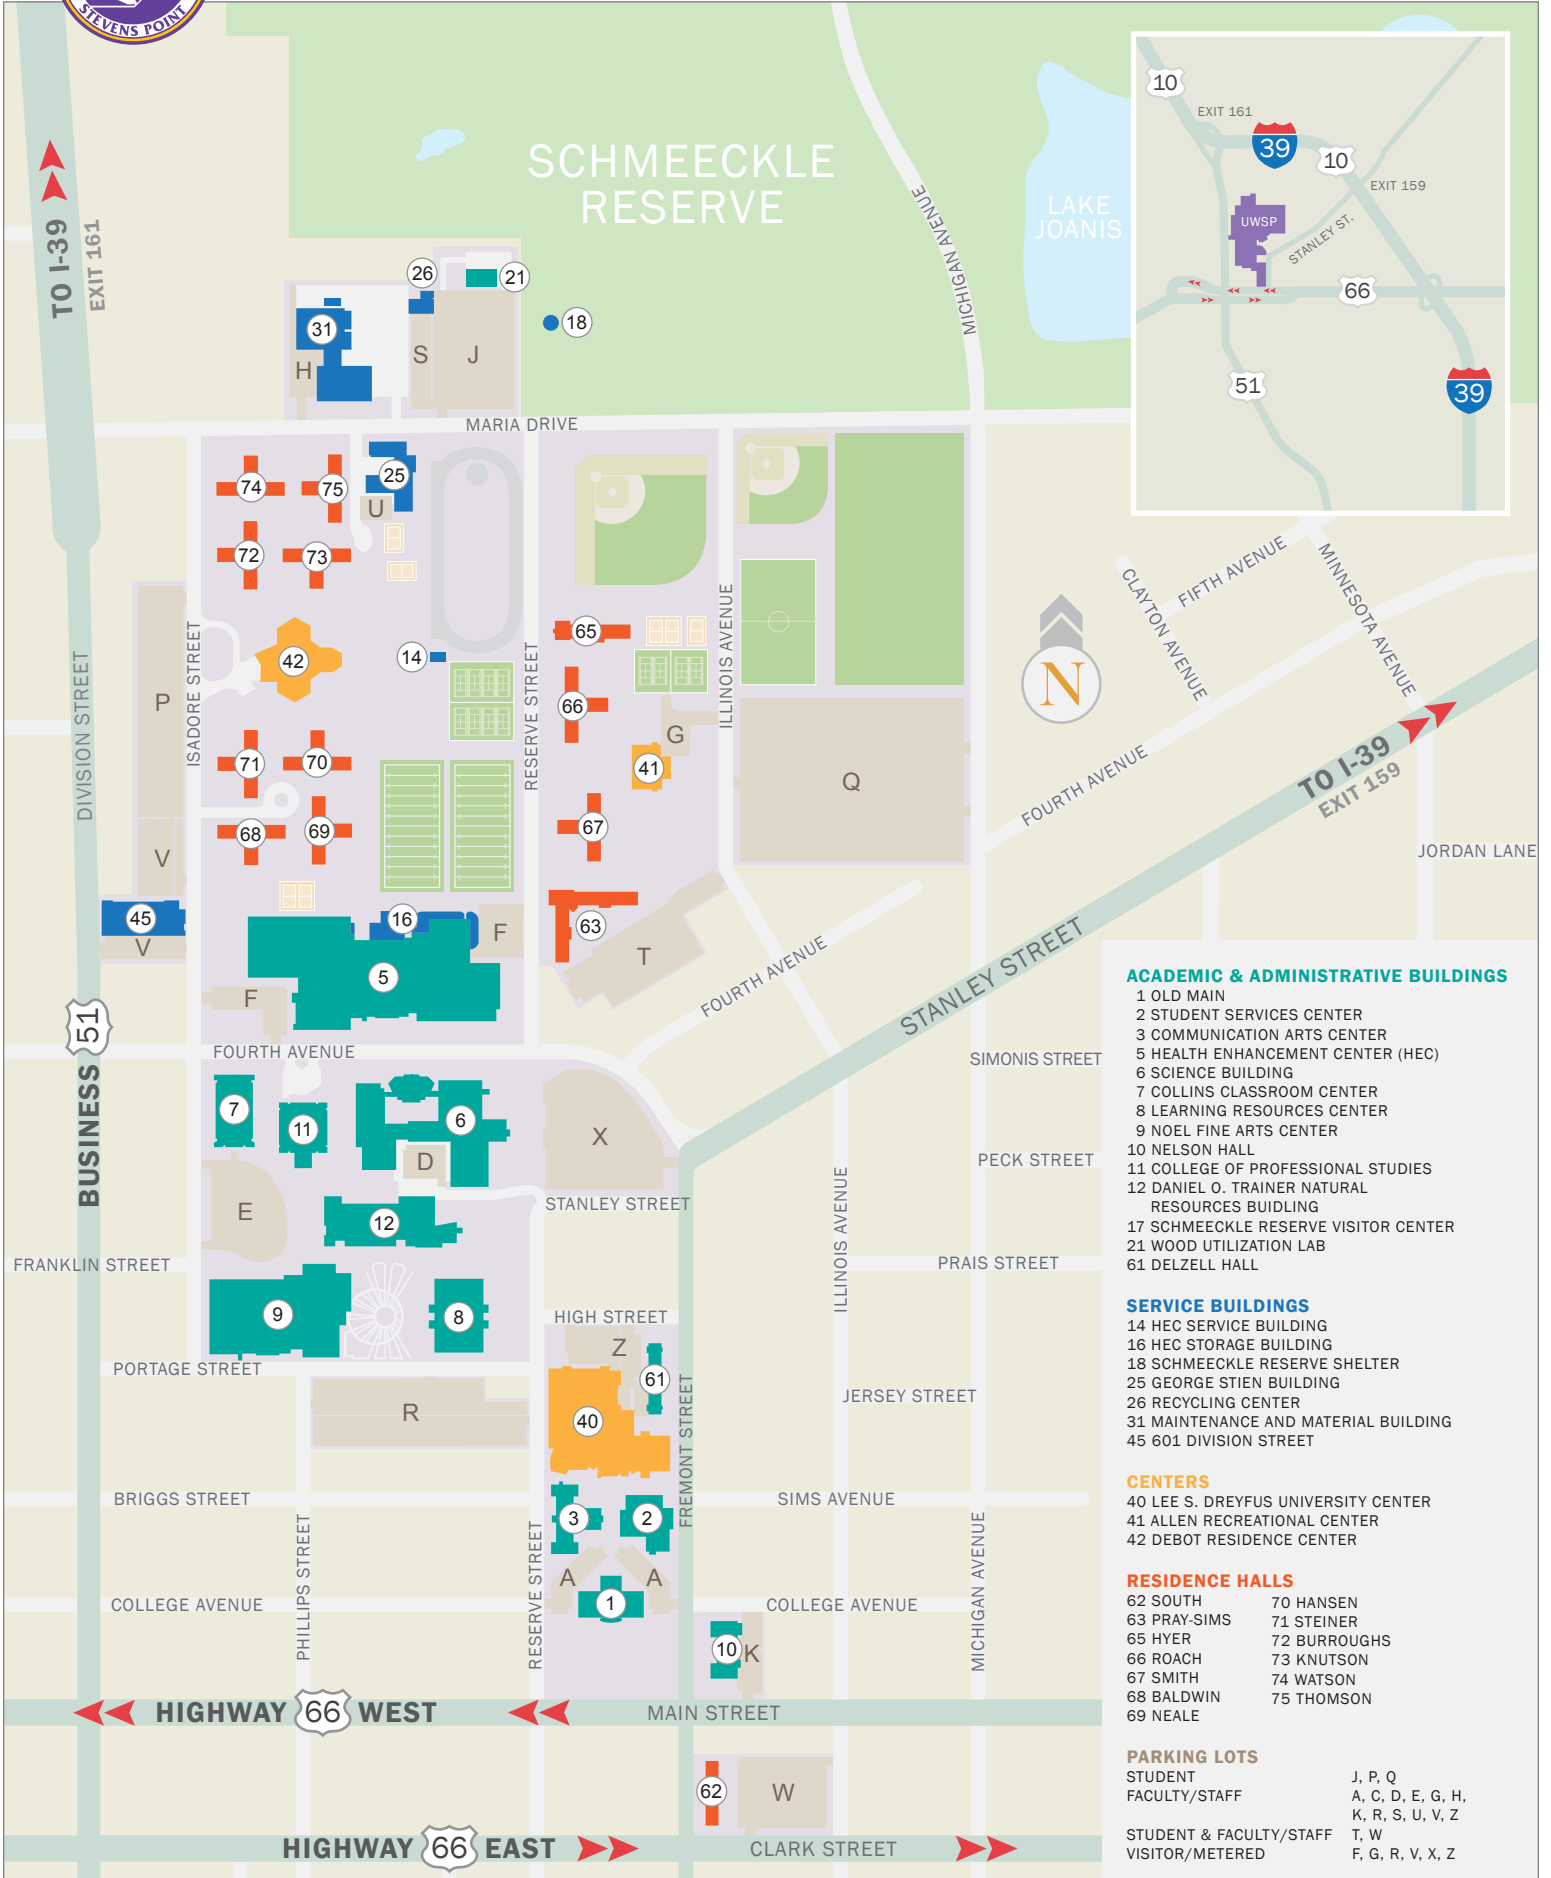 STEVENS POINT
SCHMEECKLE
RESERVE
LAKE
JOANIS
MICHIGAN AVENUE
TO I-39
EXIT 161
10
EXIT 161
39
10
EXIT 159
UWSP
STANLEY ST.
66
51
39
26
21
18
31
H
S
J
MARIA DRIVE
74
75
25
U
72
73
42
14
65
66
G
41
67
71
70
68
69
P
V
45
V
16
F
5
F
63
T
Q
ISADORE STREET
DIVISION STREET
RESERVE STREET
ILLINOIS AVENUE
N
CLAYTON AVENUE
FIFTH AVENUE
MINNESOTA AVENUE
FOURTH AVENUE
TO I-39
EXIT 159
JORDAN LANE
FOURTH AVENUE
STANLEY STREET
51
BUSINESS
FOURTH AVENUE
SIMONIS STREET
7
11
6
D
X
PECK STREET
E
12
STANLEY STREET
ILLINOIS AVENUE
FRANKLIN STREET
PRAIS STREET
9
8
HIGH STREET
Z
61
PORTAGE STREET
R
40
JERSEY STREET
FREMONT STREET
BRIGGS STREET
SIMS AVENUE
3
2
A
A
1
PHILLIPS STREET
RESERVE STREET
MICHIGAN AVENUE
COLLEGE AVENUE
COLLEGE AVENUE
10
K
HIGHWAY 66 WEST
MAIN STREET
62
W
HIGHWAY 66 EAST
CLARK STREET
ACADEMIC & ADMINISTRATIVE BUILDINGS
1 OLD MAIN
2 STUDENT SERVICES CENTER
3 COMMUNICATION ARTS CENTER
5 HEALTH ENHANCEMENT CENTER (HEC)
6 SCIENCE BUILDING
7 COLLINS CLASSROOM CENTER
8 LEARNING RESOURCES CENTER
9 NOEL FINE ARTS CENTER
10 NELSON HALL
11 COLLEGE OF PROFESSIONAL STUDIES
12 DANIEL O. TRAINER NATURAL
RESOURCES BUIDLING
17 SCHMEECKLE RESERVE VISITOR CENTER
21 WOOD UTILIZATION LAB
61 DELZELL HALL
SERVICE BUILDINGS
14 HEC SERVICE BUILDING
16 HEC STORAGE BUILDING
18 SCHMEECKLE RESERVE SHELTER
25 GEORGE STIEN BUILDING
26 RECYCLING CENTER
31 MAINTENANCE AND MATERIAL BUILDING
45 601 DIVISION STREET
CENTERS
40 LEE S. DREYFUS UNIVERSITY CENTER
41 ALLEN RECREATIONAL CENTER
42 DEBOT RESIDENCE CENTER
RESIDENCE HALLS
62 SOUTH
63 PRAY-SIMS
65 HYER
66 ROACH
67 SMITH
68 BALDWIN
69 NEALE
70 HANSEN
71 STEINER
72 BURROUGHS
73 KNUTSON
74 WATSON
75 THOMSON
PARKING LOTS
STUDENT J, P, Q
FACULTY/STAFF A, C, D, E, G, H,
K, R, S, U, V, Z
STUDENT & FACULTY/STAFF T, W
VISITOR/METERED F, G, R, V, X, Z